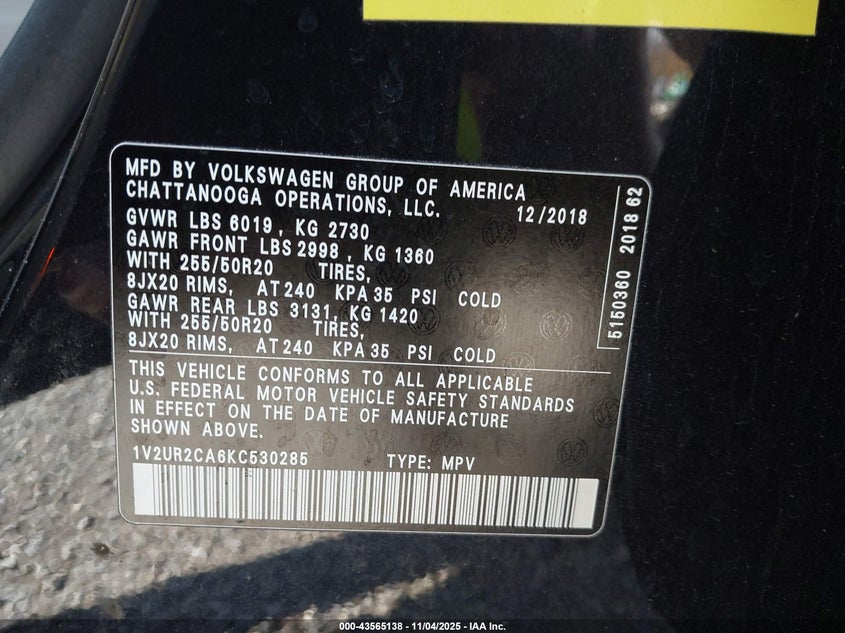 MFD BY VOLKSWAGEN GROUP OF AMERICA
CHATTANOOGA OPERATIONS, LLC. 12/2018
GVWR LBS 6019, KG 2730
GAWR FRONT LBS 2998, KG 1360
WITH 255/50R20 TIRES,
8JX20 RIMS, AT 240 KPA 35 PSI COLD
GAWR REAR LBS 3131, KG 1420
WITH 255/50R20 TIRES,
8JX20 RIMS, AT 240 KPA 35 PSI COLD
THIS VEHICLE CONFORMS TO ALL APPLICABLE
U.S. FEDERAL MOTOR VEHICLE SAFETY STANDARDS
IN EFFECT ON THE DATE OF MANUFACTURE
SHOWN ABOVE.
1V2UR2CA6KC530285 TYPE: MPV
5150360 2018 62
000-43565138 - 11/04/2025 - IAA Inc.